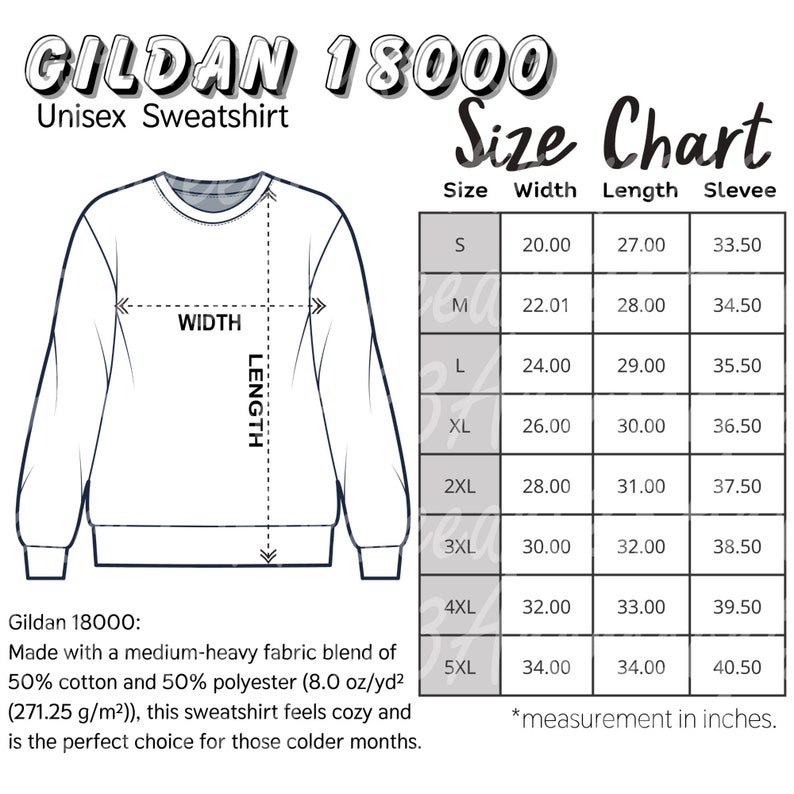 GILDAN 18000
Unisex Sweatshirt
Size Chart
Size Width Length Slevee
S 20.00 27.00 33.50
M 22.01 28.00 34.50
L 24.00 29.00 35.50
XL 26.00 30.00 36.50
2XL 28.00 31.00 37.50
3XL 30.00 32.00 38.50
4XL 32.00 33.00 39.50
5XL 34.00 34.00 40.50
*measurement in inches.
WIDTH
LENGTH
Gildan 18000:
Made with a medium-heavy fabric blend of
50% cotton and 50% polyester (8.0 oz/yd²
(271.25 g/m²)), this sweatshirt feels cozy and
is the perfect choice for those colder months.